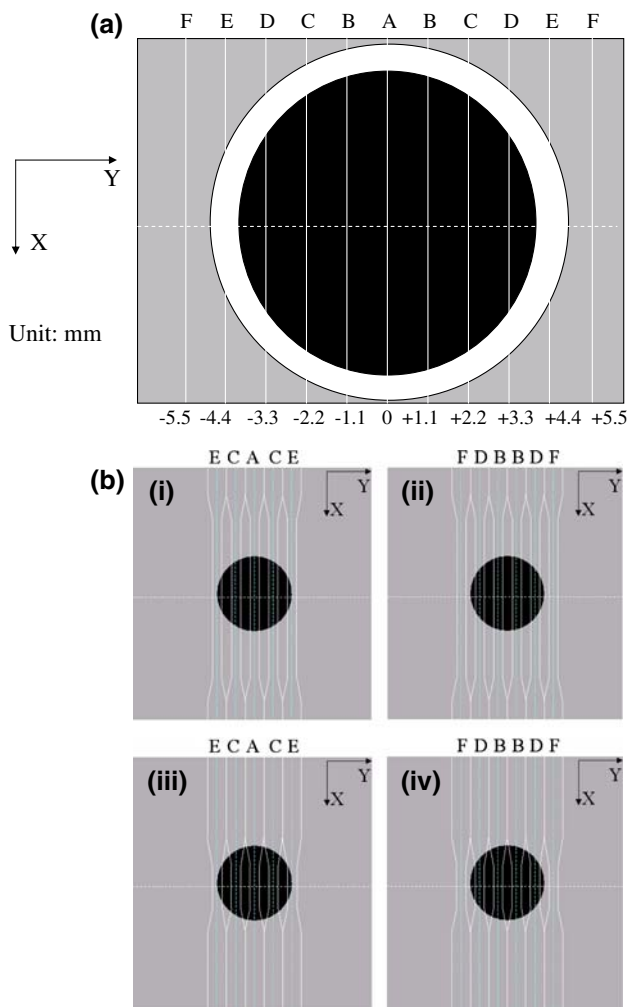 F E D C B A B C D E F
(a)
Y
X
Unit: mm
-5.5 -4.4 -3.3 -2.2 -1.1 0 +1.1 +2.2 +3.3 +4.4 +5.5
E C A C E
F D B B D F
(b) (i)
Y
X
(ii)
Y
X
E C A C E
F D B B D F
(iii)
Y
X
(iv)
Y
X